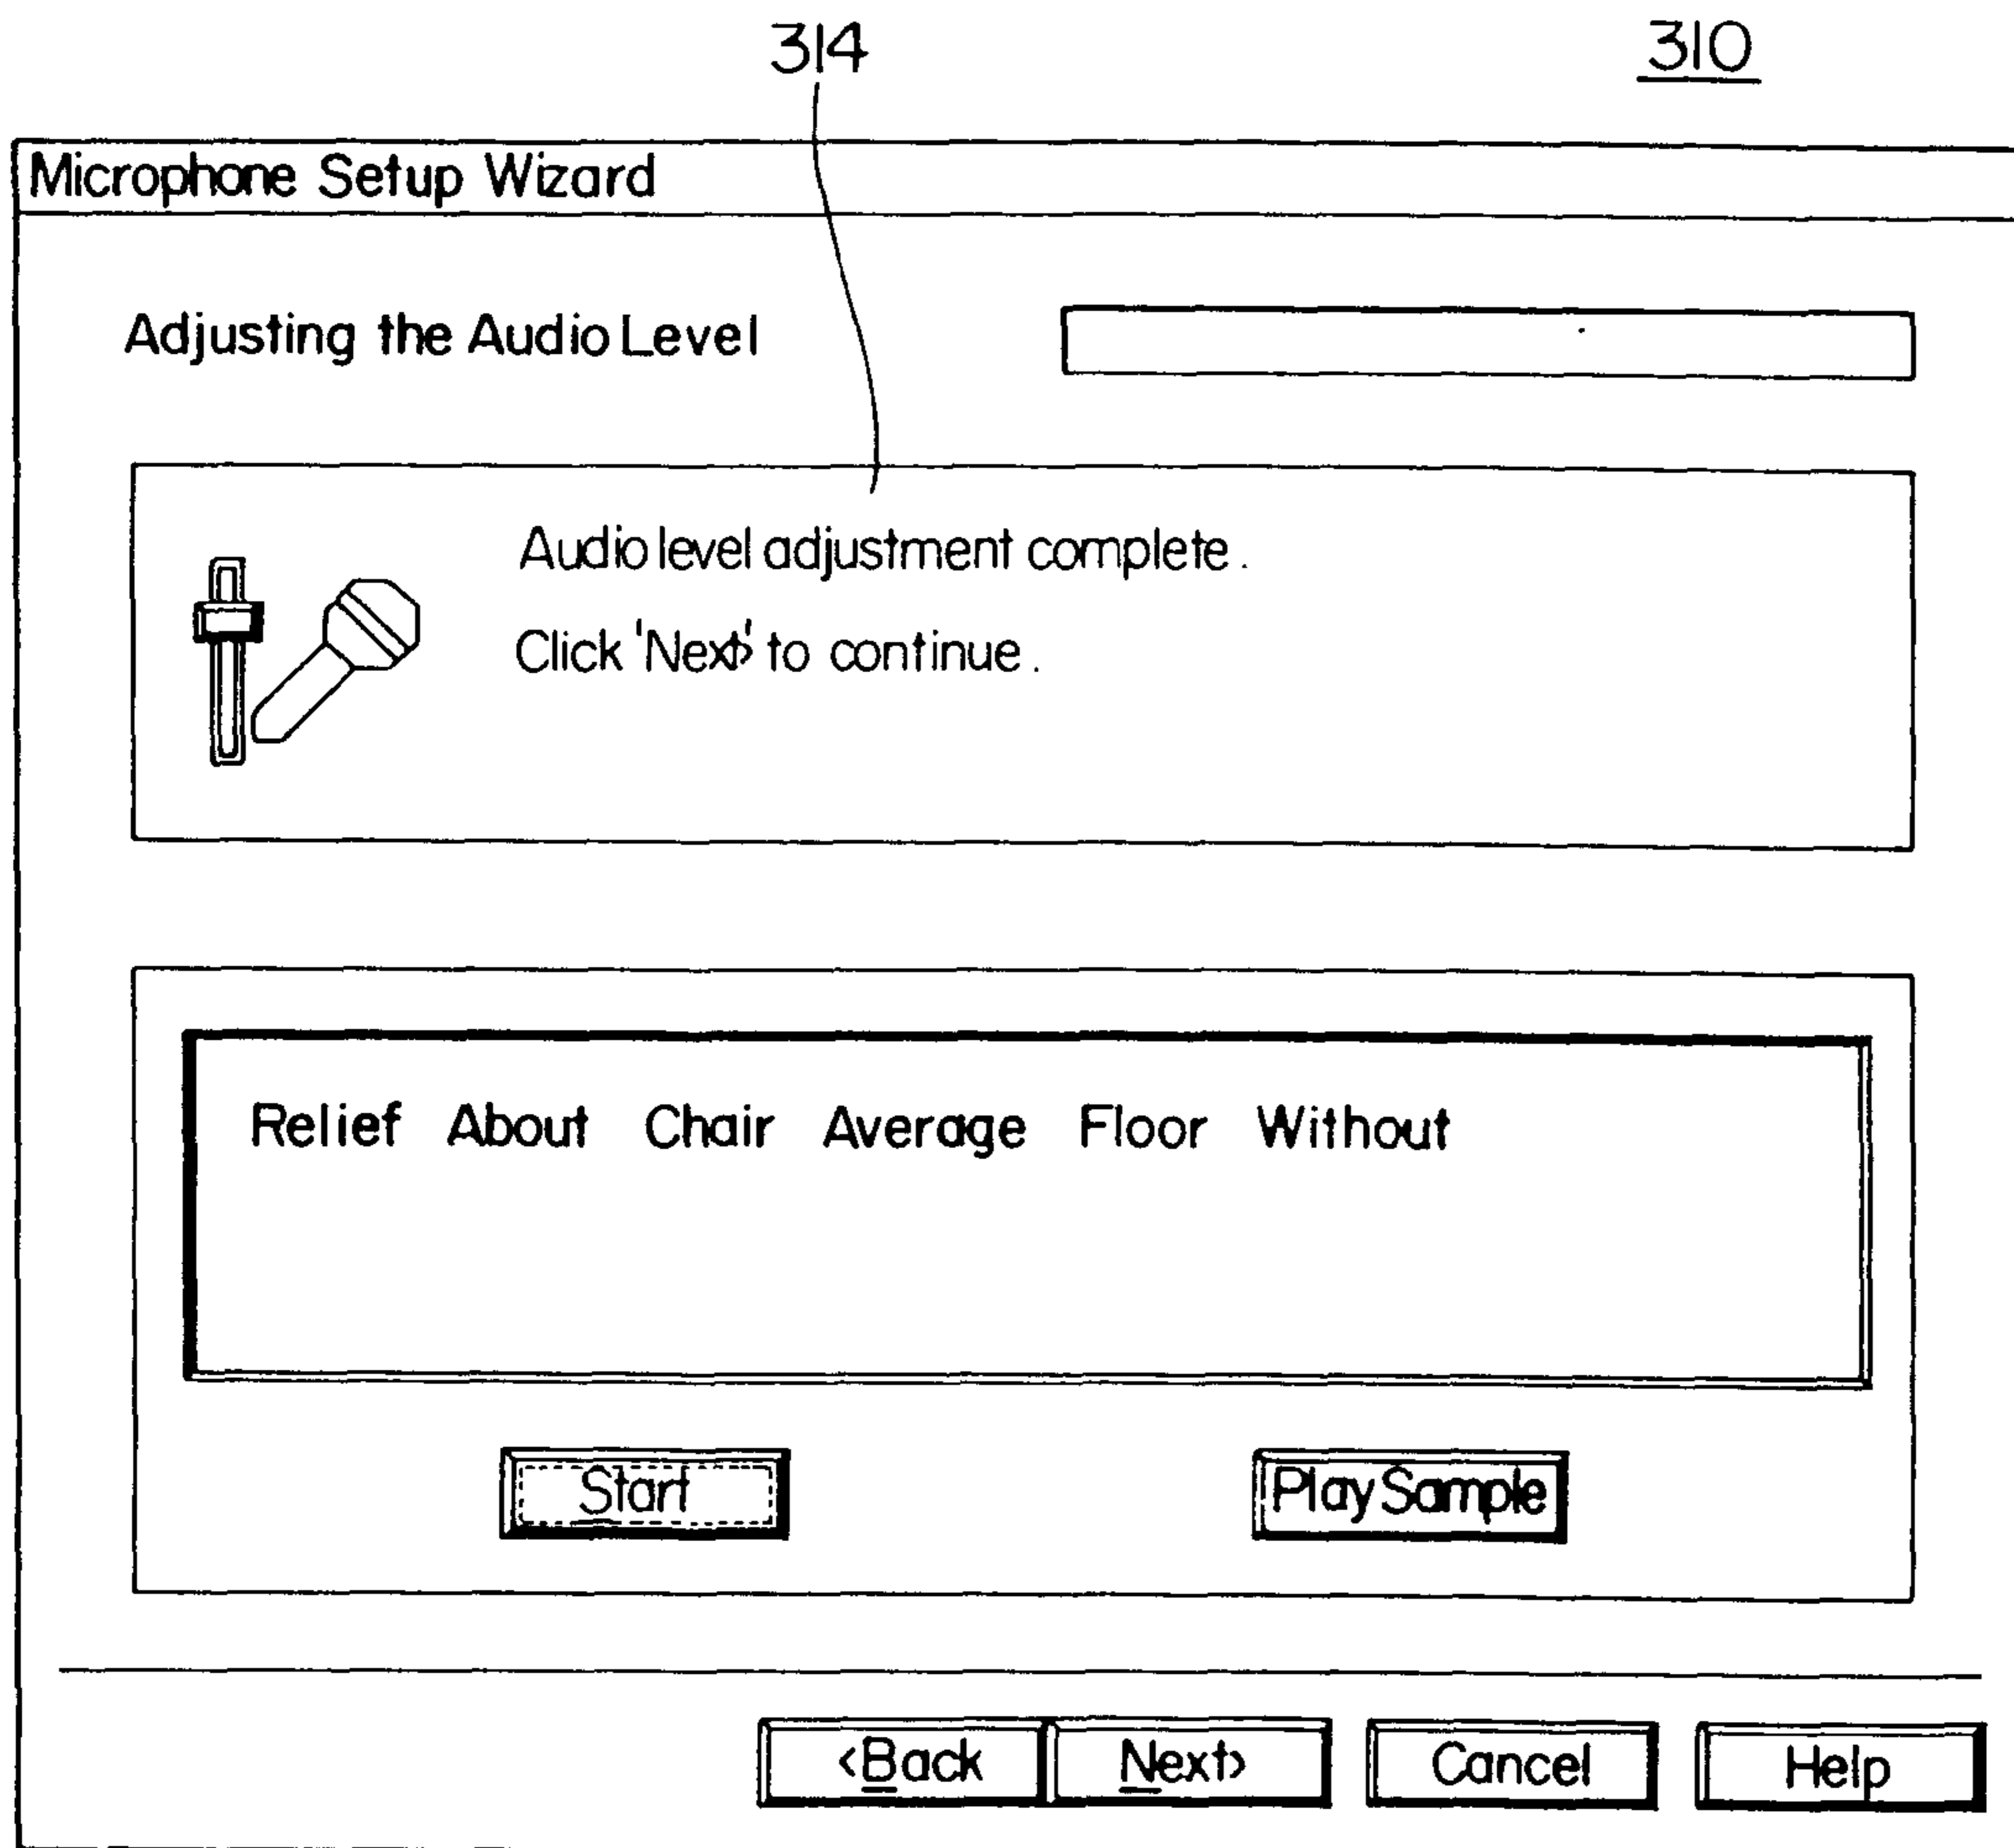 314 310
Microphone Setup Wizard
Adjusting the Audio Level
Audio level adjustment complete.
Click 'Next>' to continue.
Relief About Chair Average Floor Without
Start Play Sample
<Back Next> Cancel Help